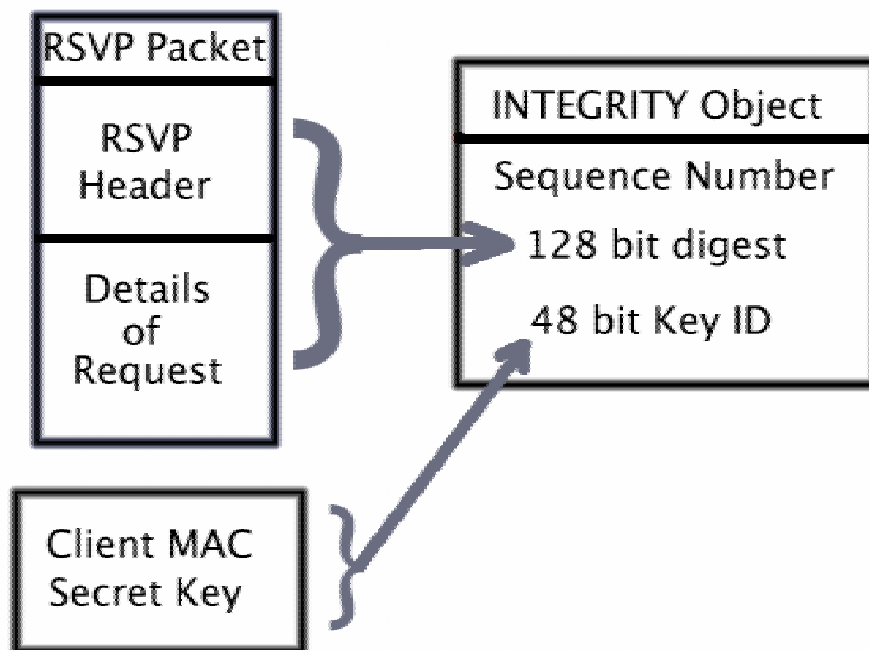 RSVP Packet
RSVP
Header
Details
of
Request
INTEGRITY Object
Sequence Number
128 bit digest
48 bit Key ID
Client MAC
Secret Key